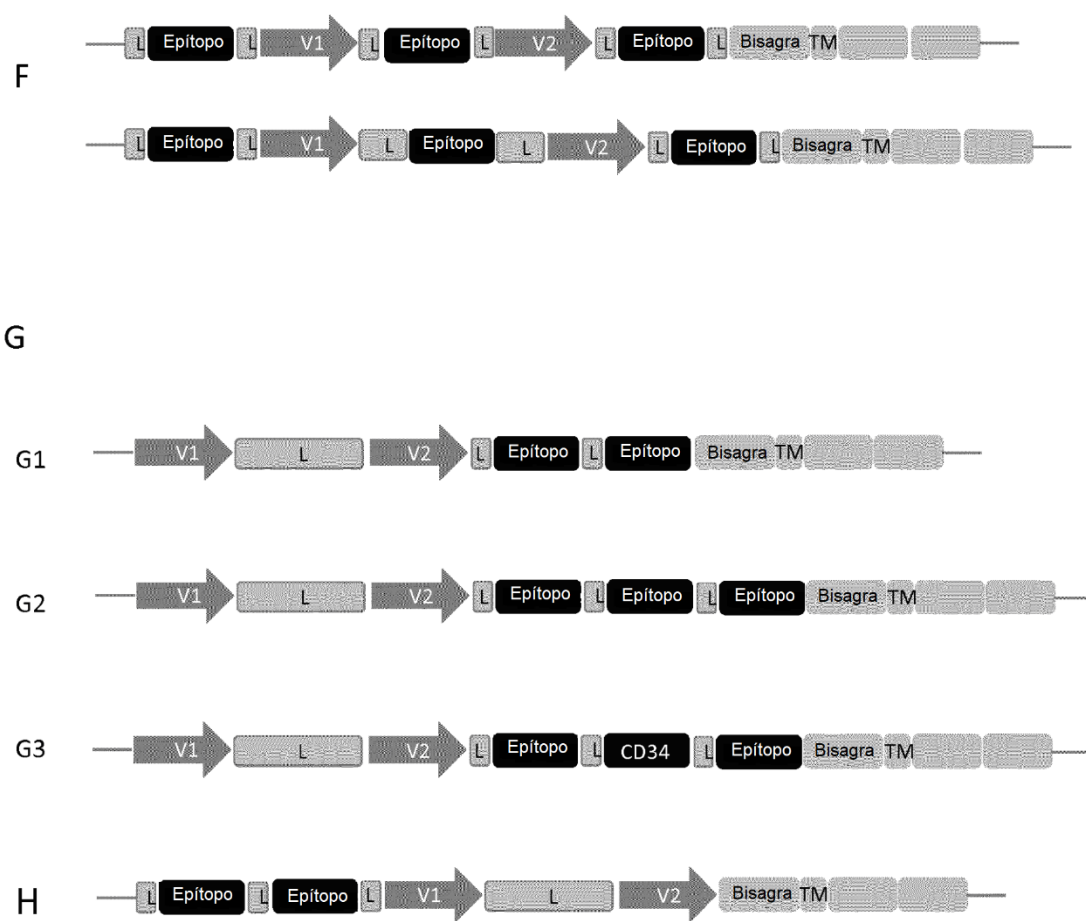 L Epítopo L V1 L Epítopo L V2 L Epítopo L Bisagra TM
F
L Epítopo L V1 L Epítopo L V2 L Epítopo L Bisagra TM
G
G1 V1 L V2 L Epítopo L Epítopo Bisagra TM
G2 V1 L V2 L Epítopo L Epítopo L Epítopo Bisagra TM
G3 V1 L V2 L Epítopo L CD34 L Epítopo Bisagra TM
H L Epítopo L Epítopo L V1 L V2 Bisagra TM